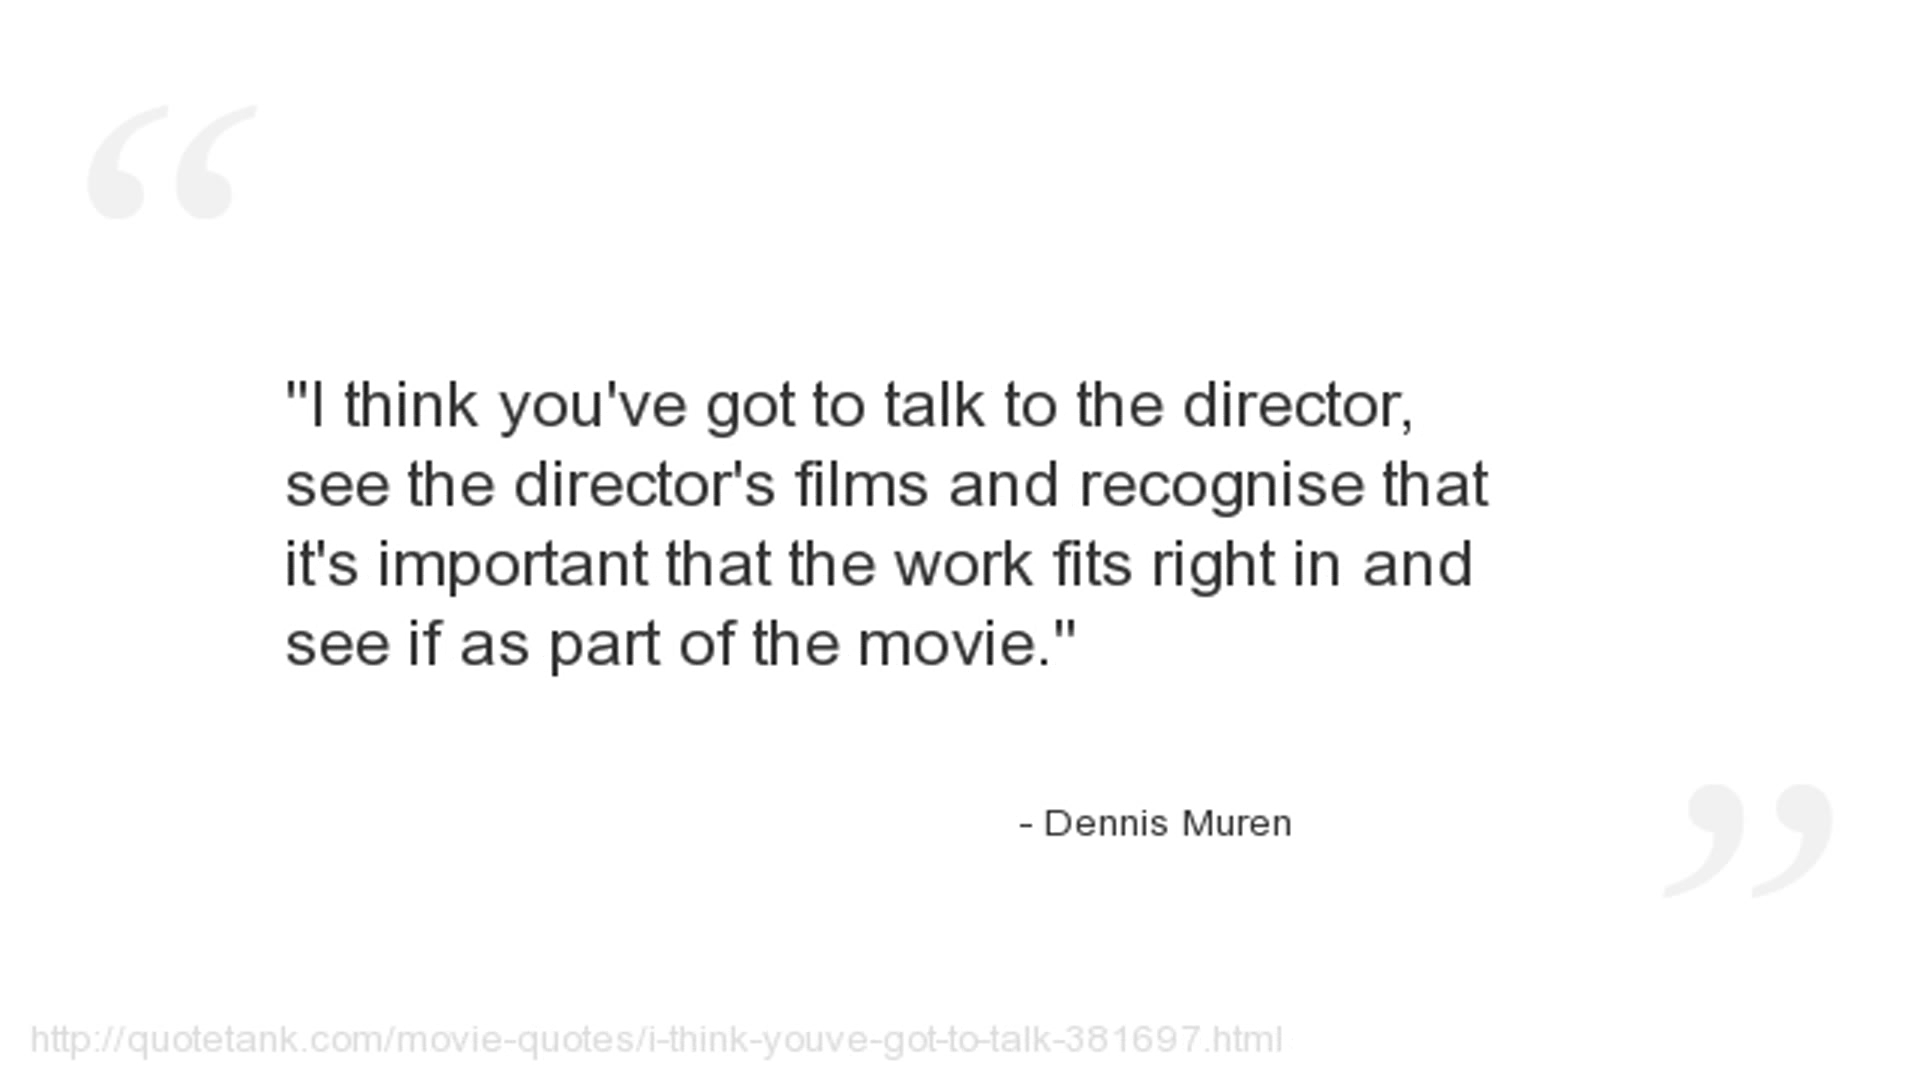 "I think you've got to talk to the director,
see the director's films and recognise that
it's important that the work fits right in and
see if as part of the movie."
- Dennis Muren
http://quotetank.com/movie-quotes/i-think-youve-got-to-talk-381697.html